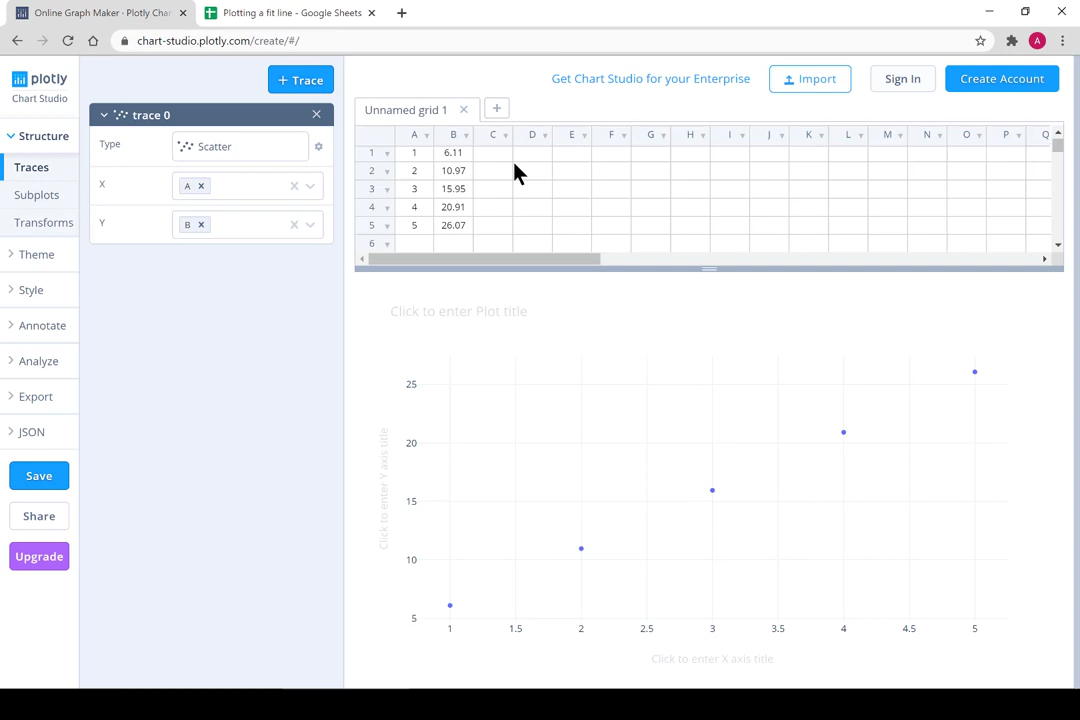 Online Graph Maker · Plotly Char
Plotting a fit line - Google Sheets
chart-studio.plotly.com/create/#/
A
plotly
Chart Studio
+ Trace
Get Chart Studio for your Enterprise
Import
Sign In
Create Account
Structure
Traces
Subplots
Transforms
Theme
Style
Annotate
Analyze
Export
JSON
Save
Share
Upgrade
trace 0
Type Scatter
X A
Y B
Unnamed grid 1
A B C D E F G H I J K L M N O P Q
1 1 6.11
2 2 10.97
3 3 15.95
4 4 20.91
5 5 26.07
6
Click to enter Plot title
25
20
15
10
5
Click to enter Y axis title
1 1.5 2 2.5 3 3.5 4 4.5 5
Click to enter X axis title